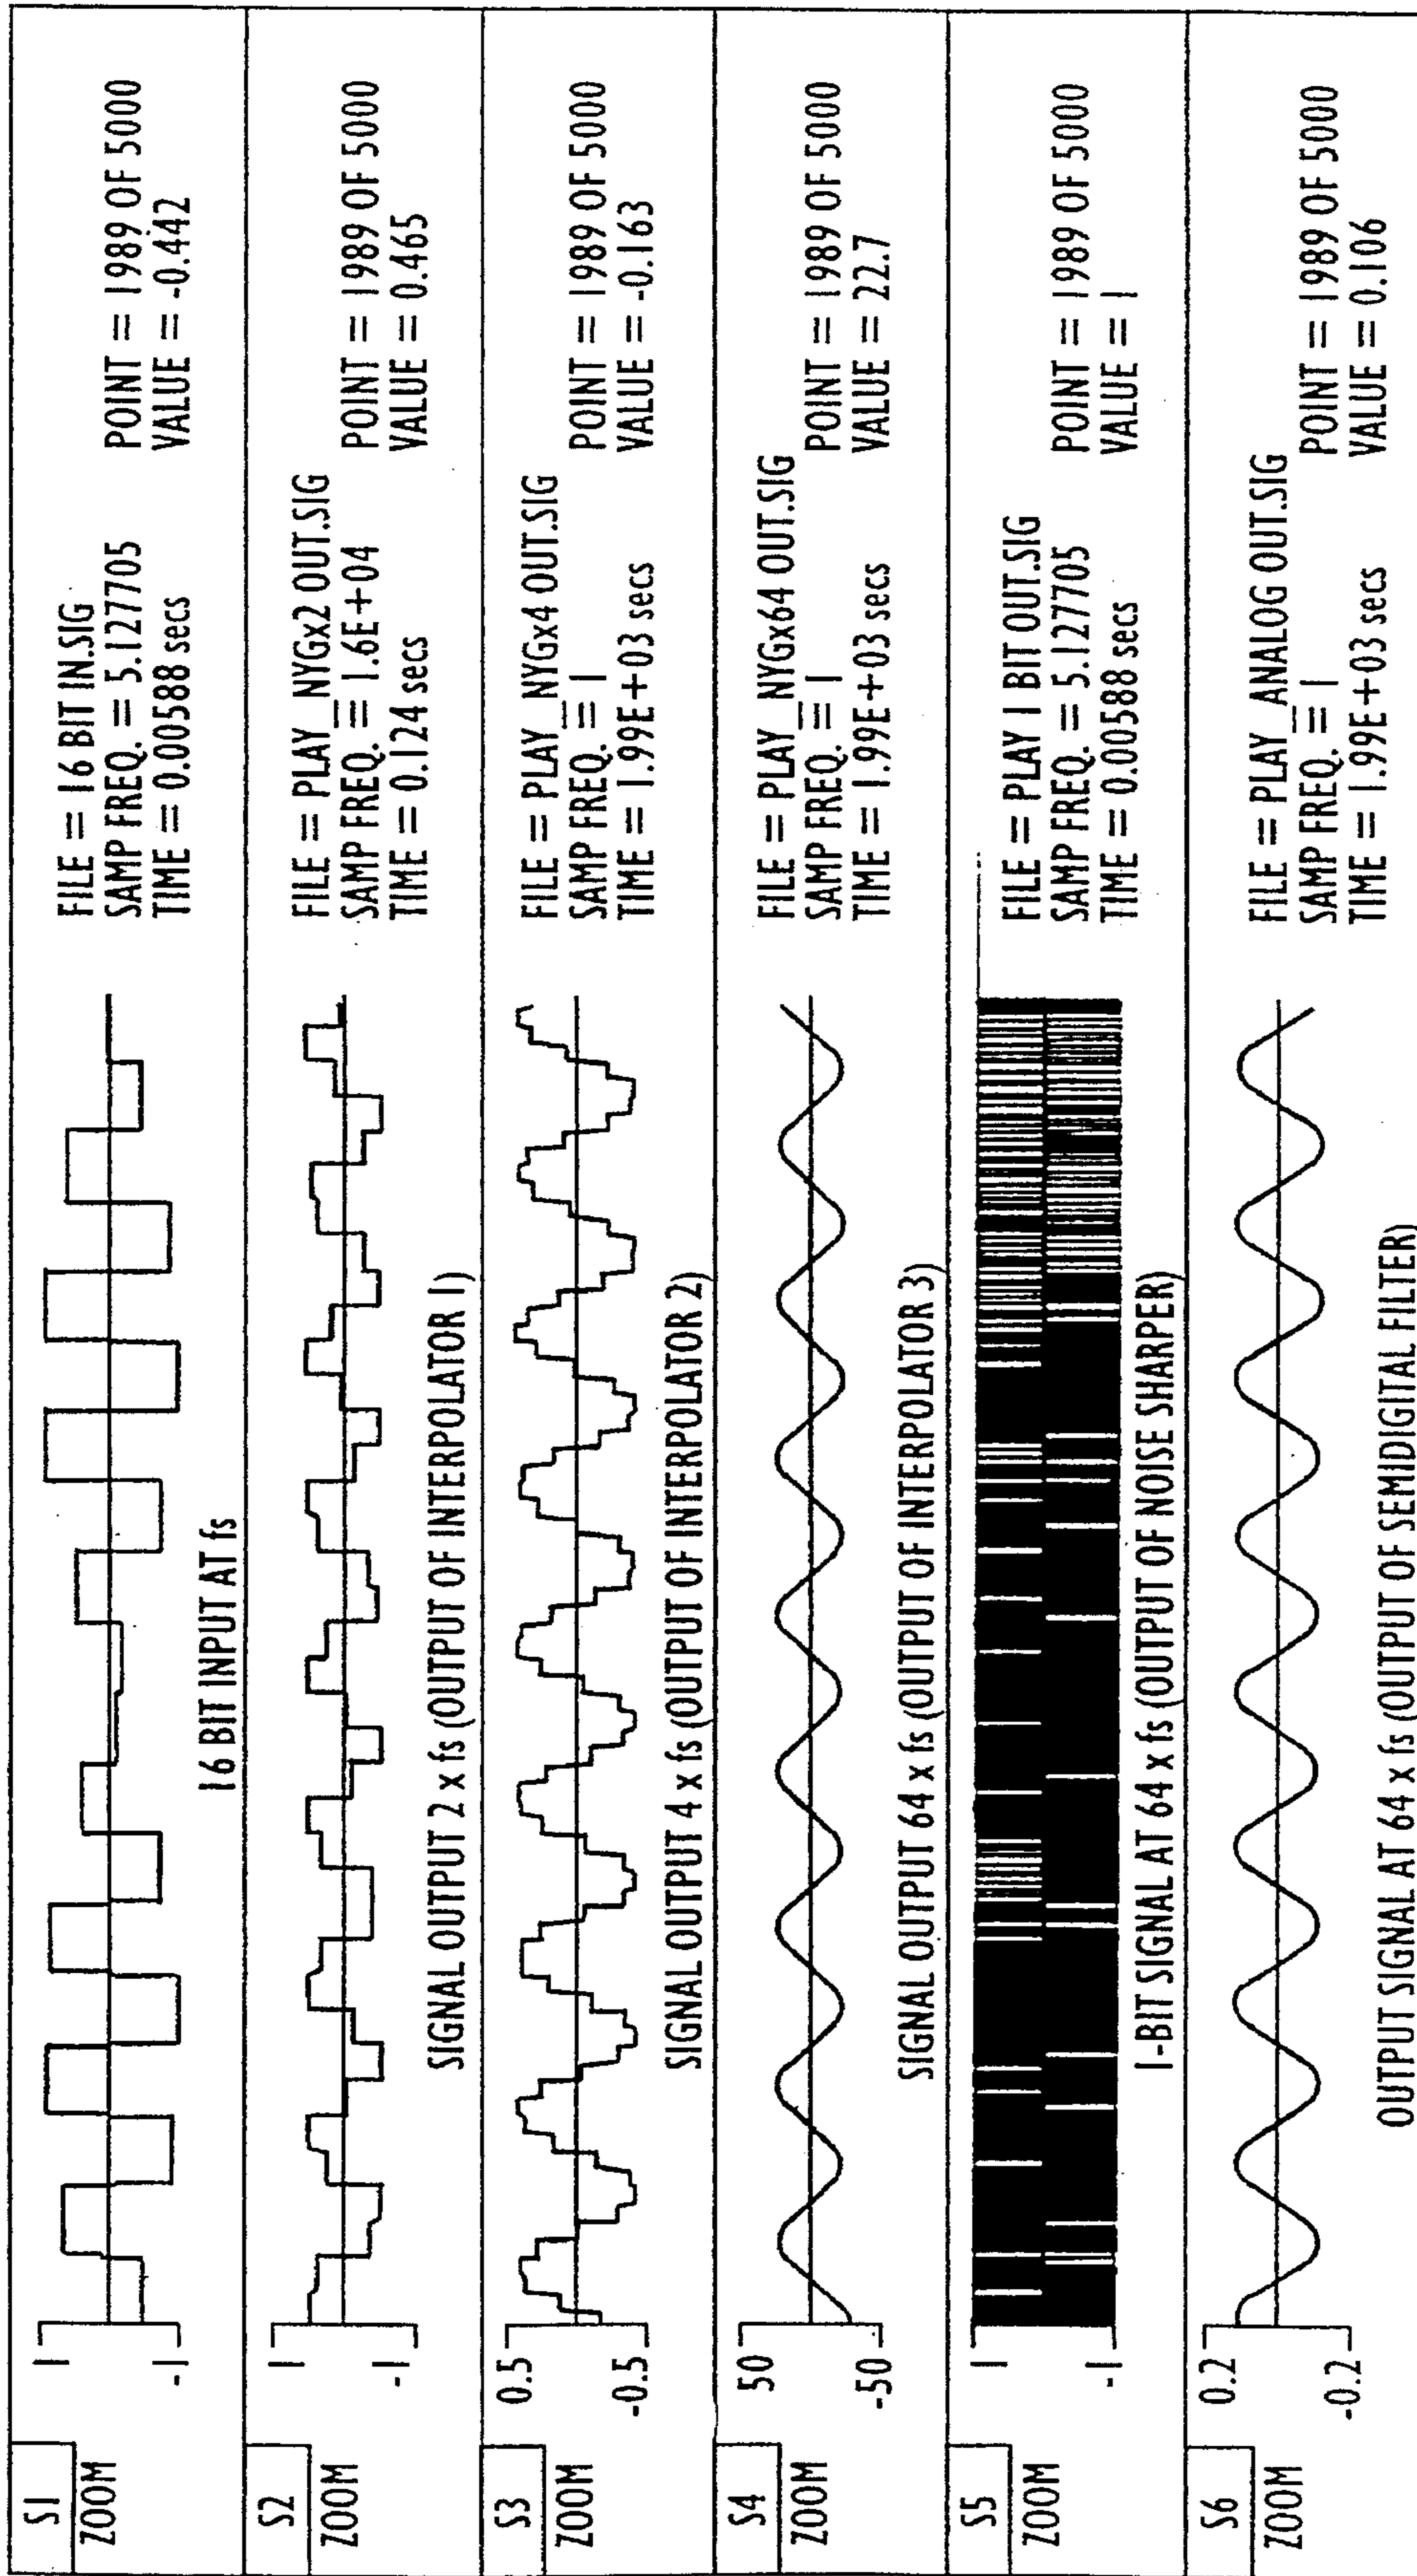 S1
ZOOM
1
-1
16 BIT INPUT AT fs
FILE = 16 BIT IN.SIG
SAMP FREQ. = 5.127705
TIME = 0.00588 secs
POINT = 1989 OF 5000
VALUE = -0.442
S2
ZOOM
1
-1
SIGNAL OUTPUT 2 x fs (OUTPUT OF INTERPOLATOR 1)
FILE = PLAY_NYGx2 OUT.SIG
SAMP FREQ. = 1.6E+04
TIME = 0.124 secs
POINT = 1989 OF 5000
VALUE = 0.465
S3
ZOOM
0.5
-0.5
SIGNAL OUTPUT 4 x fs (OUTPUT OF INTERPOLATOR 2)
FILE = PLAY_NYGx4 OUT.SIG
SAMP FREQ. = 1
TIME = 1.99E+03 secs
POINT = 1989 OF 5000
VALUE = -0.163
S4
ZOOM
50
-50
SIGNAL OUTPUT 64 x fs (OUTPUT OF INTERPOLATOR 3)
FILE = PLAY_NYGx64 OUT.SIG
SAMP FREQ. = 1
TIME = 1.99E+03 secs
POINT = 1989 OF 5000
VALUE = 22.7
S5
ZOOM
1
-1
1-BIT SIGNAL AT 64 x fs (OUTPUT OF NOISE SHARPER)
FILE = PLAY 1 BIT OUT.SIG
SAMP FREQ. = 5.127705
TIME = 0.00588 secs
POINT = 1989 OF 5000
VALUE = 1
S6
ZOOM
0.2
-0.2
OUTPUT SIGNAL AT 64 x fs (OUTPUT OF SEMIDIGITAL FILTER)
FILE = PLAY_ANALOG OUT.SIG
SAMP FREQ. = 1
TIME = 1.99E+03 secs
POINT = 1989 OF 5000
VALUE = 0.106